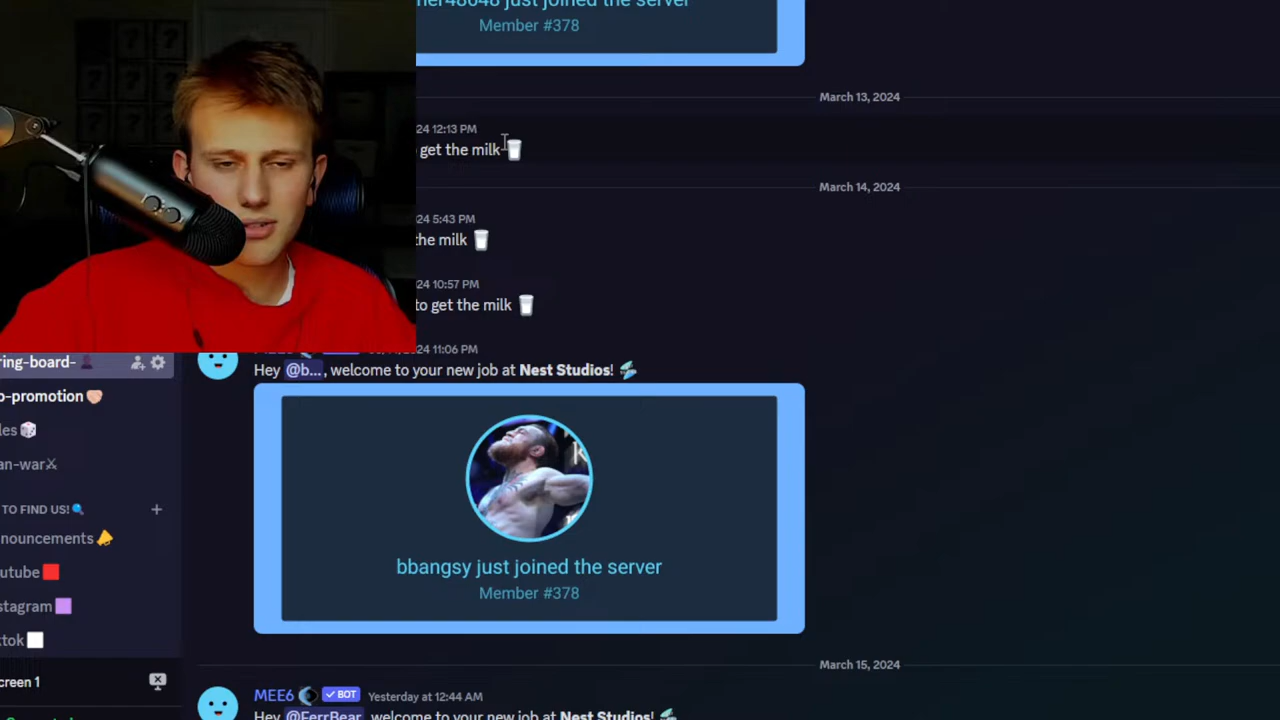 just joined the server
Member #378
March 13, 2024
24 12:13 PM
get the milk🥛
March 14, 2024
24 5:43 PM
the milk 🥛
24 10:57 PM
to get the milk 🥛
ring-board-
11:06 PM
Hey @b..., welcome to your new job at Nest Studios!
o-promotion
les🎲
an-war⚔
bbangsy just joined the server
Member #378
TO FIND US!🔍 +
nouncements
utube
stagram
tok
creen 1
March 15, 2024
MEE6 ✓ BOT Yesterday at 12:44 AM
Hey @FerrBear, welcome to your new job at Nest Studios!